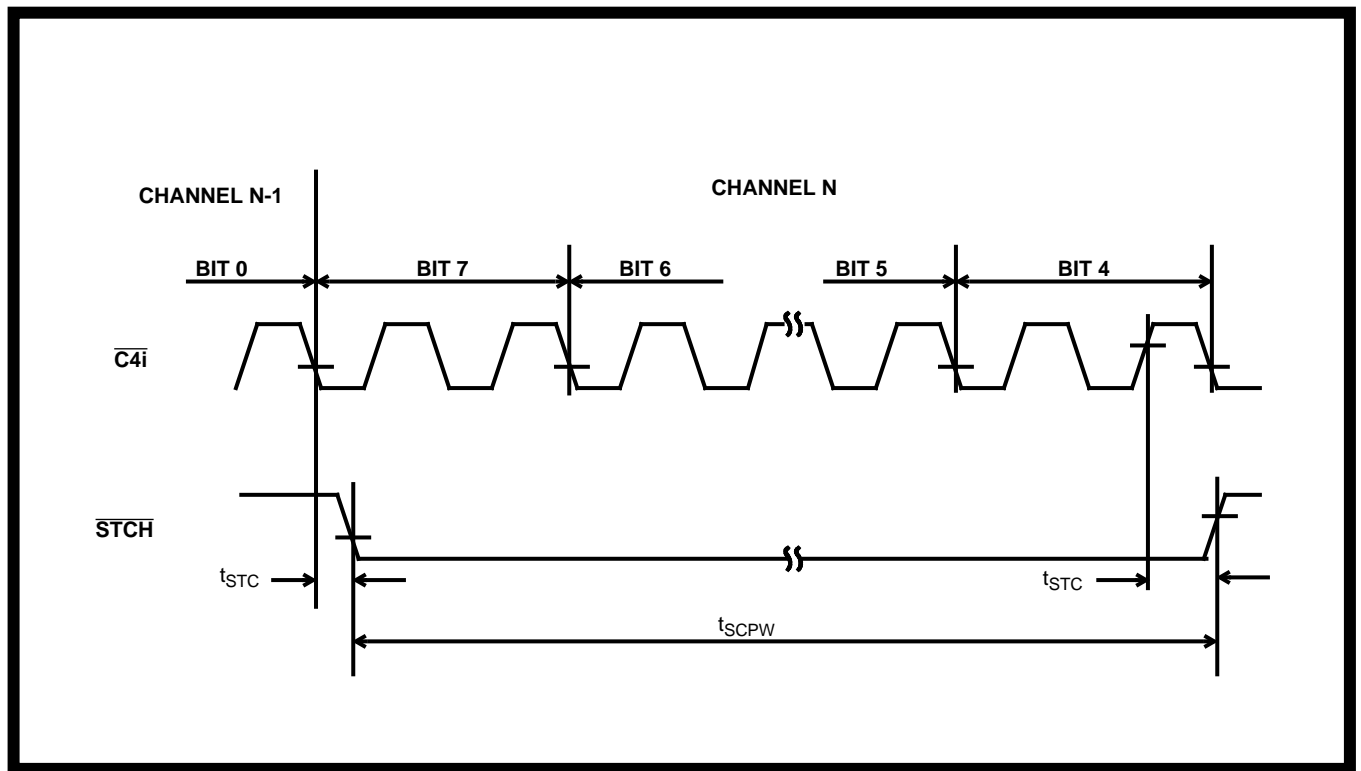 CHANNEL N-1
CHANNEL N
BIT 0
BIT 7
BIT 6
BIT 5
BIT 4
C4i
STCH
tSTC
tSTC
tSCPW